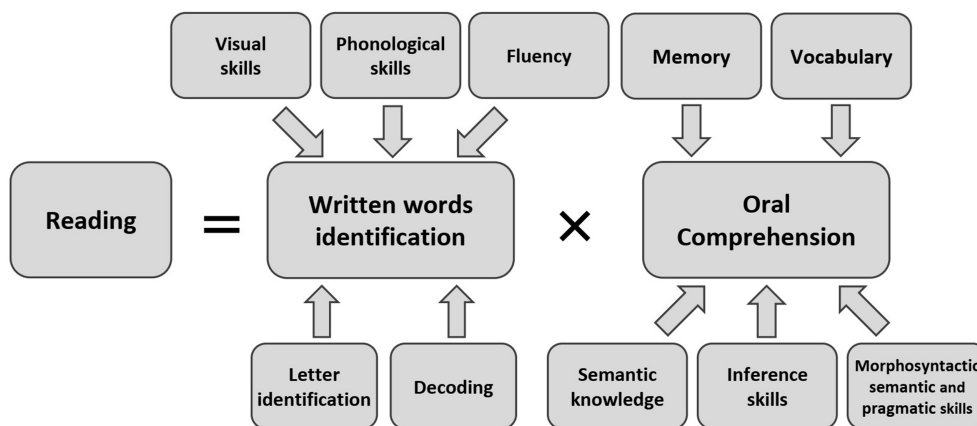 Visual
skills
Phonological
skills
Fluency
Memory
Vocabulary
Reading
=
Written words
identification
×
Oral
Comprehension
Letter
identification
Decoding
Semantic
knowledge
Inference
skills
Morphosyntactic
semantic and
pragmatic skills